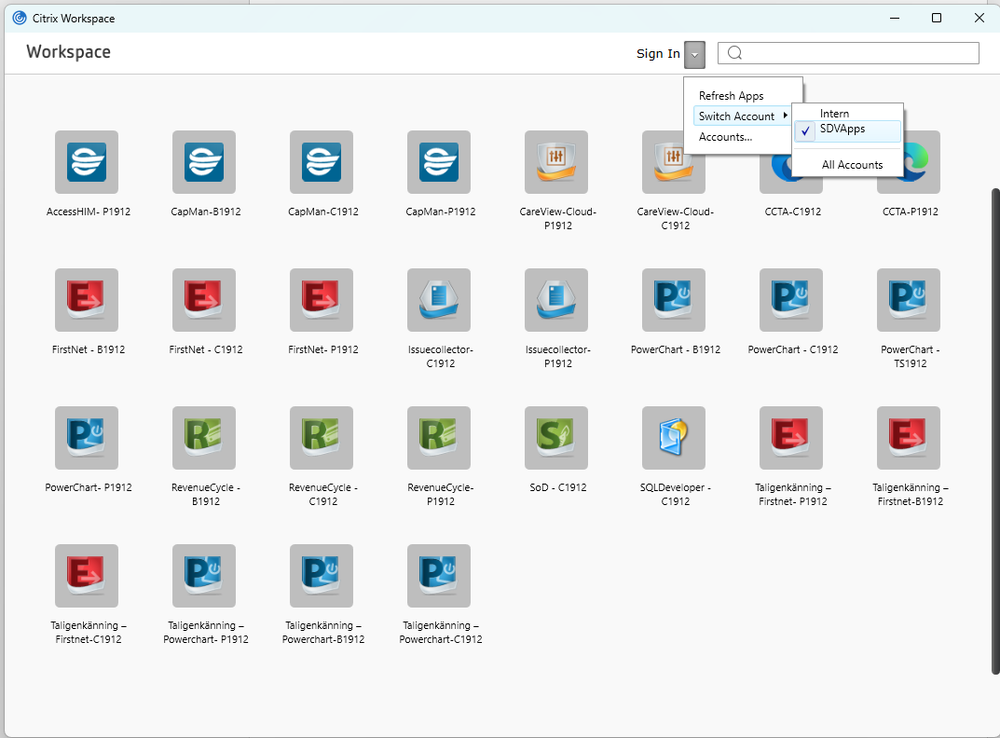 Citrix Workspace
Workspace
Sign In
Refresh Apps
Switch Account
Accounts...
Intern
SDVApps
All Accounts
AccessHIM- P1912
CapMan-B1912
CapMan-C1912
CapMan-P1912
CareView-Cloud-
P1912
CareView-Cloud-
C1912
CCTA-C1912
CCTA-P1912
FirstNet - B1912
FirstNet - C1912
FirstNet- P1912
Issuecollector-
C1912
Issuecollector-
P1912
PowerChart - B1912
PowerChart - C1912
PowerChart -
TS1912
PowerChart- P1912
RevenueCycle -
B1912
RevenueCycle -
C1912
RevenueCycle-
P1912
SoD - C1912
SQLDeveloper -
C1912
Taligenkänning –
Firstnet- P1912
Taligenkänning –
Firstnet-B1912
Taligenkänning –
Firstnet-C1912
Taligenkänning –
Powerchart- P1912
Taligenkänning –
Powerchart-B1912
Taligenkänning –
Powerchart-C1912